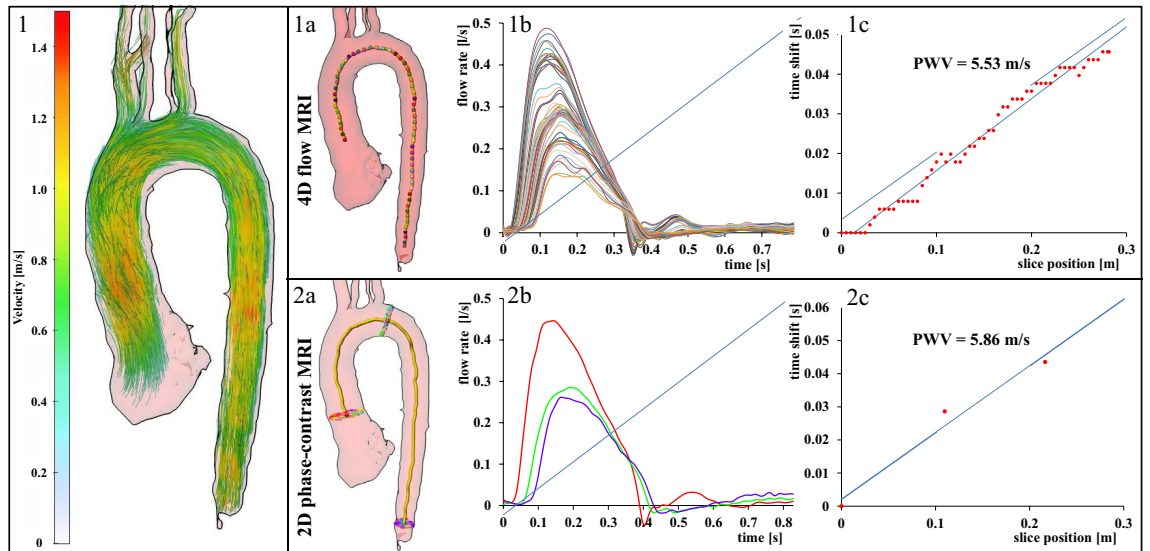 1
1.4
1.2
1.0
0.8
0.6
0.4
0.2
0
Velocity [m/s]
1a
4D flow MRI
1b
flow rate [l/s]
0.5
0.4
0.3
0.2
0.1
0
0 0.1 0.2 0.3 0.4 0.5 0.6 0.7
time [s]
1c
time shift [s]
0.05
0.04
0.03
0.02
0.01
0
PWV = 5.53 m/s
0 0.1 0.2 0.3
slice position [m]
2a
2D phase-contrast MRI
2b
flow rate [l/s]
0.5
0.4
0.3
0.2
0.1
0
0 0.1 0.2 0.3 0.4 0.5 0.6 0.7 0.8
time [s]
2c
time shift [s]
0.06
0.05
0.04
0.03
0.02
0.01
0
PWV = 5.86 m/s
0 0.1 0.2 0.3
slice position [m]